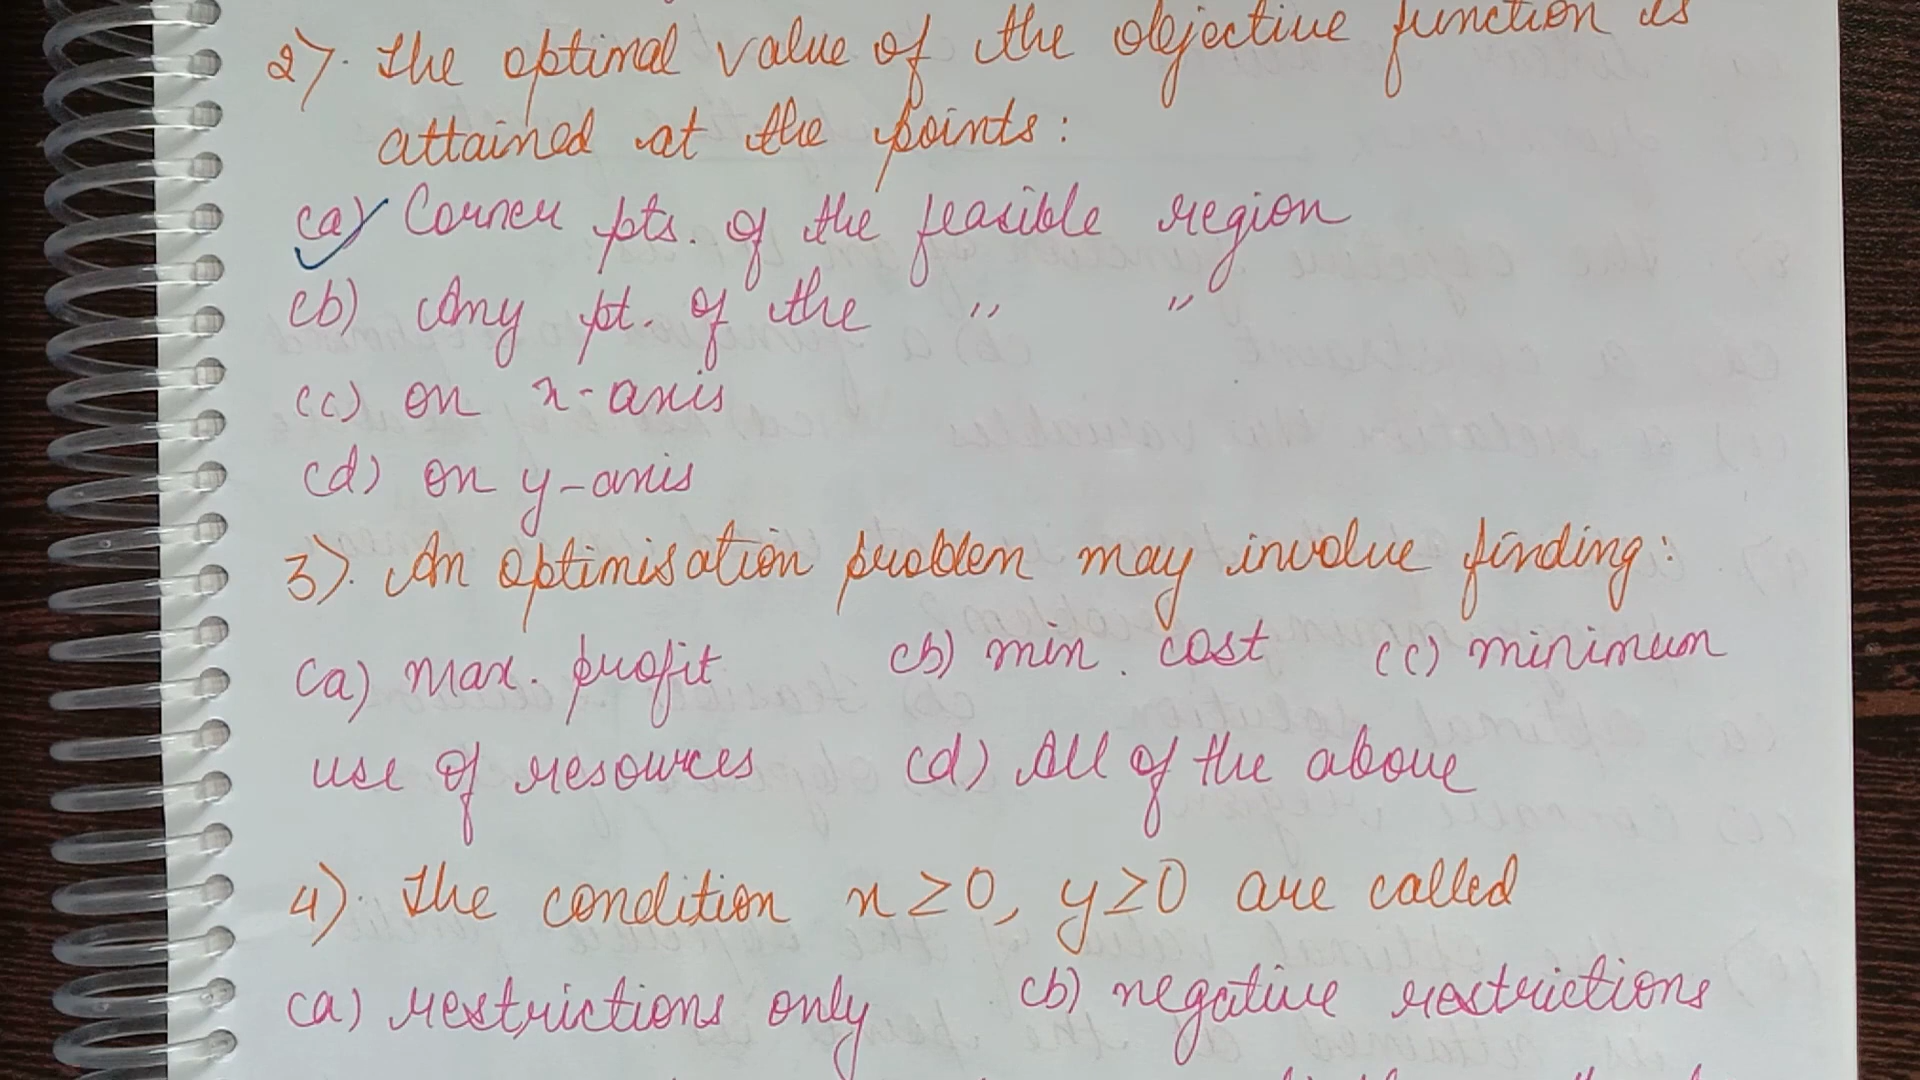 2). The optimal value of the objective function is
attained at the points:
(a) Corner pts. of the feasible region
(b) Any pt. of the " "
(c) on x-axis
(d) on y-axis
3). An optimisation problem may involve finding:
(a) max. profit (b) min. cost (c) minimum
use of resources (d) All of the above
4). The condition x ≥ 0, y ≥ 0 are called
(a) restrictions only (b) negative restrictions